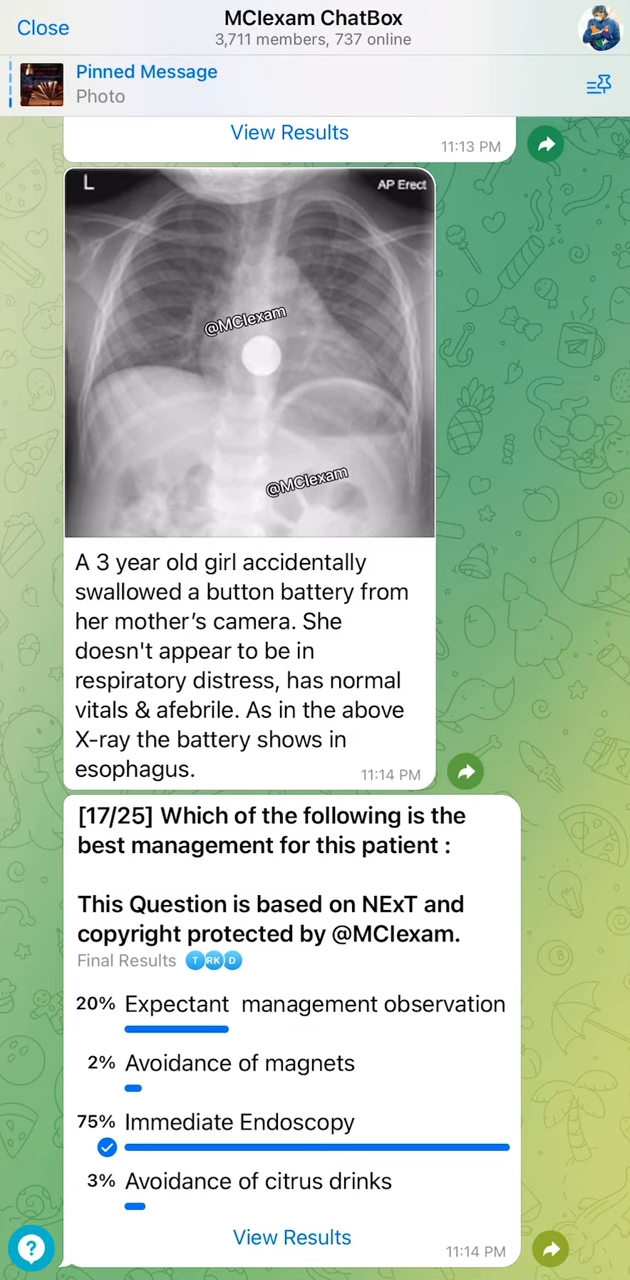 Close
MCIexam ChatBox
3,711 members, 737 online
Pinned Message
Photo
View Results
11:13 PM
L
AP Erect
@MCIexam
@MCIexam
A 3 year old girl accidentally
swallowed a button battery from
her mother’s camera. She
doesn't appear to be in
respiratory distress, has normal
vitals & afebrile. As in the above
X-ray the battery shows in
esophagus.
11:14 PM
[17/25] Which of the following is the
best management for this patient :
This Question is based on NExT and
copyright protected by @MCIexam.
Final Results T RK D
20% Expectant  management observation
2% Avoidance of magnets
75% Immediate Endoscopy
3% Avoidance of citrus drinks
View Results
11:14 PM
?